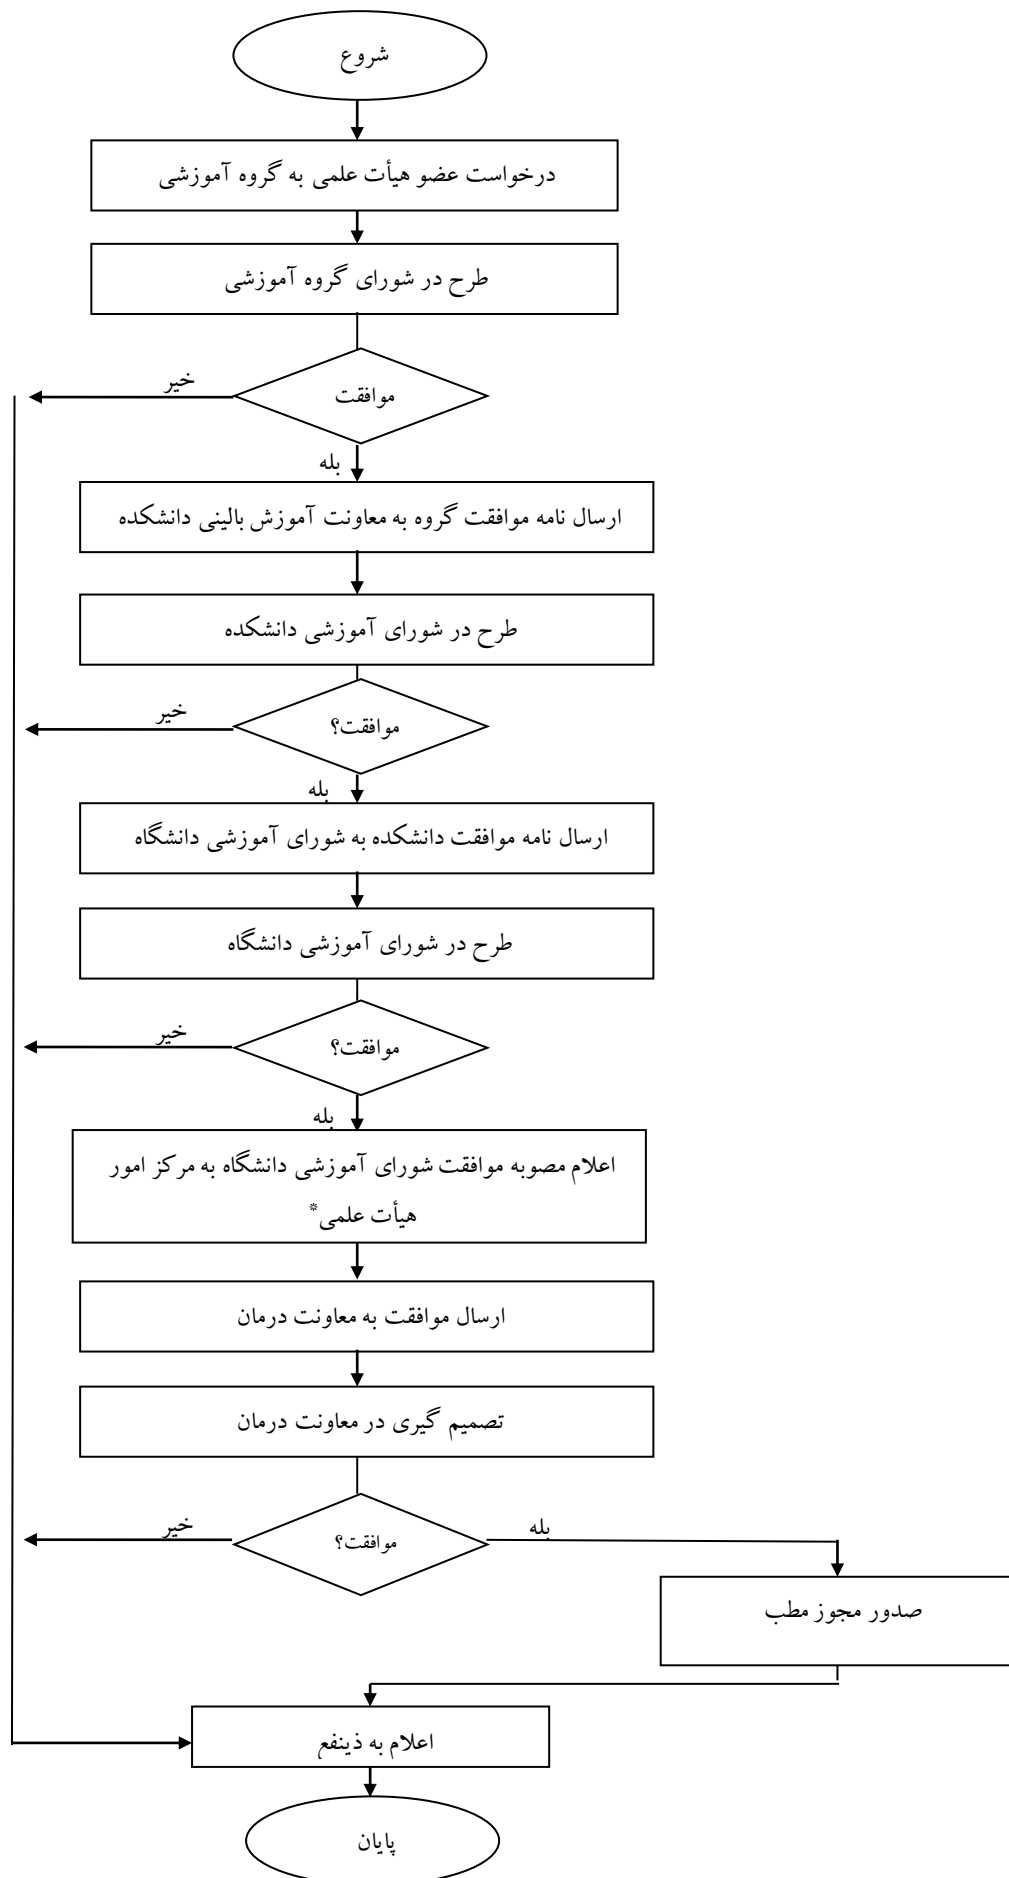 شروع
درخواست عضو هیأت علمی به گروه آموزشی
طرح در شورای گروه آموزشی
موافقت
خیر
بله
ارسال نامه موافقت گروه به معاونت آموزش بالینی دانشکده
طرح در شورای آموزشی دانشکده
موافقت؟
خیر
بله
ارسال نامه موافقت دانشکده به شورای آموزشی دانشگاه
طرح در شورای آموزشی دانشگاه
موافقت؟
خیر
بله
اعلام مصوبه موافقت شورای آموزشی دانشگاه به مرکز امور
هیأت علمی*
ارسال موافقت به معاونت درمان
تصمیم گیری در معاونت درمان
موافقت؟
خیر
بله
صدور مجوز مطب
اعلام به ذینفع
پایان